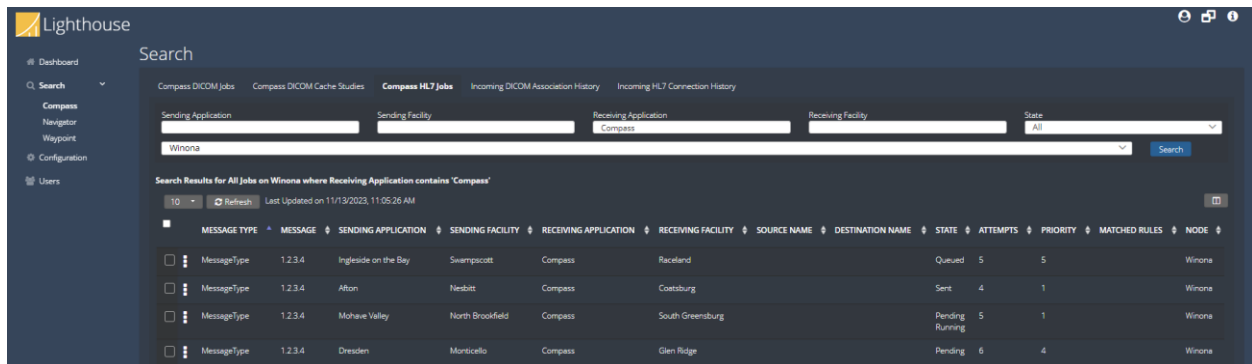 Lighthouse
Dashboard
Search
Compass
Navigator
Waypoint
Configuration
Users
Search
Compass DICOM Jobs Compass DICOM Cache Studies Compass HL7 Jobs Incoming DICOM Association History Incoming HL7 Connection History
Sending Application Sending Facility Receiving Application Receiving Facility State
Compass All
Winona Search
Search Results for All Jobs on Winona where Receiving Application contains 'Compass'
10 Refresh Last Updated on 11/13/2023, 11:05:26 AM
MESSAGE TYPE MESSAGE SENDING APPLICATION SENDING FACILITY RECEIVING APPLICATION RECEIVING FACILITY SOURCE NAME DESTINATION NAME STATE ATTEMPTS PRIORITY MATCHED RULES NODE
MessageType 1.2.3.4 Ingleside on the Bay Swampscott Compass Raceland Queued 5 5 Winona
MessageType 1.2.3.4 Afton Nesbitt Compass Coatsburg Sent 4 1 Winona
MessageType 1.2.3.4 Mohave Valley North Brookfield Compass South Greensburg Pending Running 5 1 Winona
MessageType 1.2.3.4 Dresden Monticello Compass Glen Ridge Pending 6 4 Winona